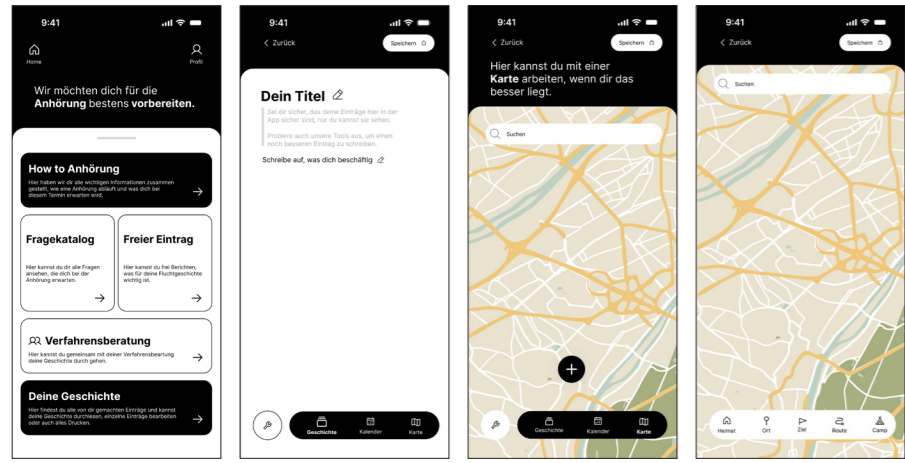 9:41
Home
Profil
Wir möchten dich für die
Anhörung bestens vorbereiten.
How to Anhörung
Hier haben wir dir alle wichtigen Informationen zusammen
gestellt, wie eine Anhörung abläuft und was dich bei
diesem Termin erwarten wird.
Fragekatalog
Hier kannst du dir alle Fragen
ansehen, die dich bei der
Anhörung erwarten.
Freier Eintrag
Hier kannst du frei Berichten,
was für deine Fluchtgeschichte
wichtig ist.
Verfahrensberatung
Hier kannst du gemeinsam mit deiner Verfahrensbeartung
deine Geschichte durch gehen.
Deine Geschichte
Hier findest du alle von dir gemachten Einträge und kannst
deine Geschichte durchlesen, einzelne Einträge bearbeiten
oder auch alles Drucken.
9:41
Zurück
Speichern
Dein Titel
Sei dir sicher, das deine Einträge hier in der
App sicher sind, nur du kannst sie sehen.
Probiere auch unsere Tools aus, um einen
noch besseren Eintrag zu schreiben.
Schreibe auf, was dich beschäftig
Geschichte
Kalender
Karte
9:41
Zurück
Speichern
Hier kannst du mit einer
Karte arbeiten, wenn dir das
besser liegt.
Suchen
Geschichte
Kalender
Karte
9:41
Zurück
Speichern
Suchen
Heimat
Ort
Ziel
Route
Camp